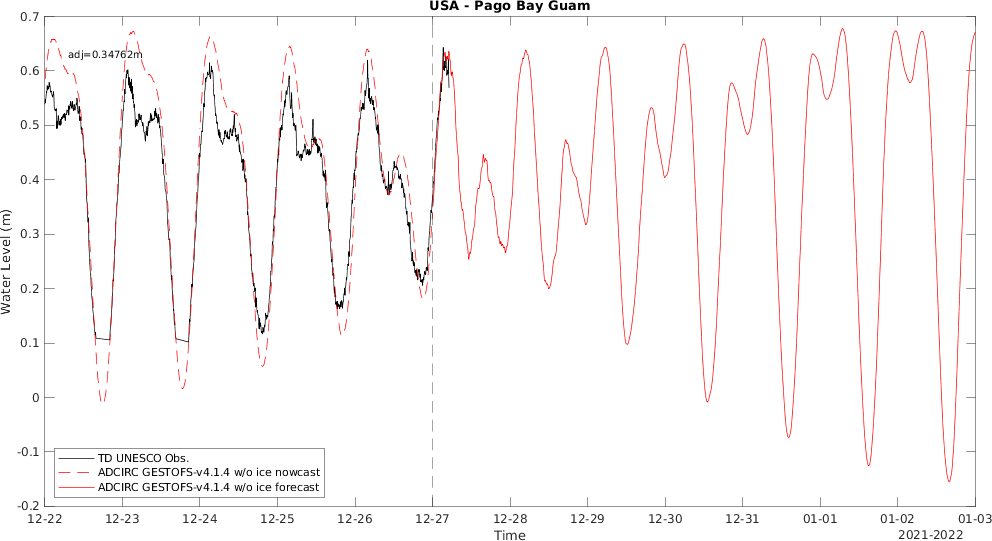 USA - Pago Bay Guam
0.7
adj=0.34762m
0.6
0.5
0.4
0.3
0.2
0.1
0
-0.1
-0.2
Water Level (m)
TD UNESCO Obs.
ADCIRC GESTOFS-v4.1.4 w/o ice nowcast
ADCIRC GESTOFS-v4.1.4 w/o ice forecast
12-22 12-23 12-24 12-25 12-26 12-27 12-28 12-29 12-30 12-31 01-01 01-02 01-03
Time
2021-2022